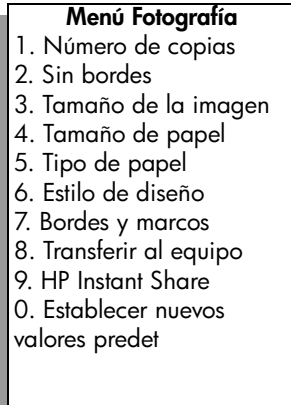 Menú Fotografía
1. Número de copias
2. Sin bordes
3. Tamaño de la imagen
4. Tamaño de papel
5. Tipo de papel
6. Estilo de diseño
7. Bordes y marcos
8. Transferir al equipo
9. HP Instant Share
0. Establecer nuevos
valores predet